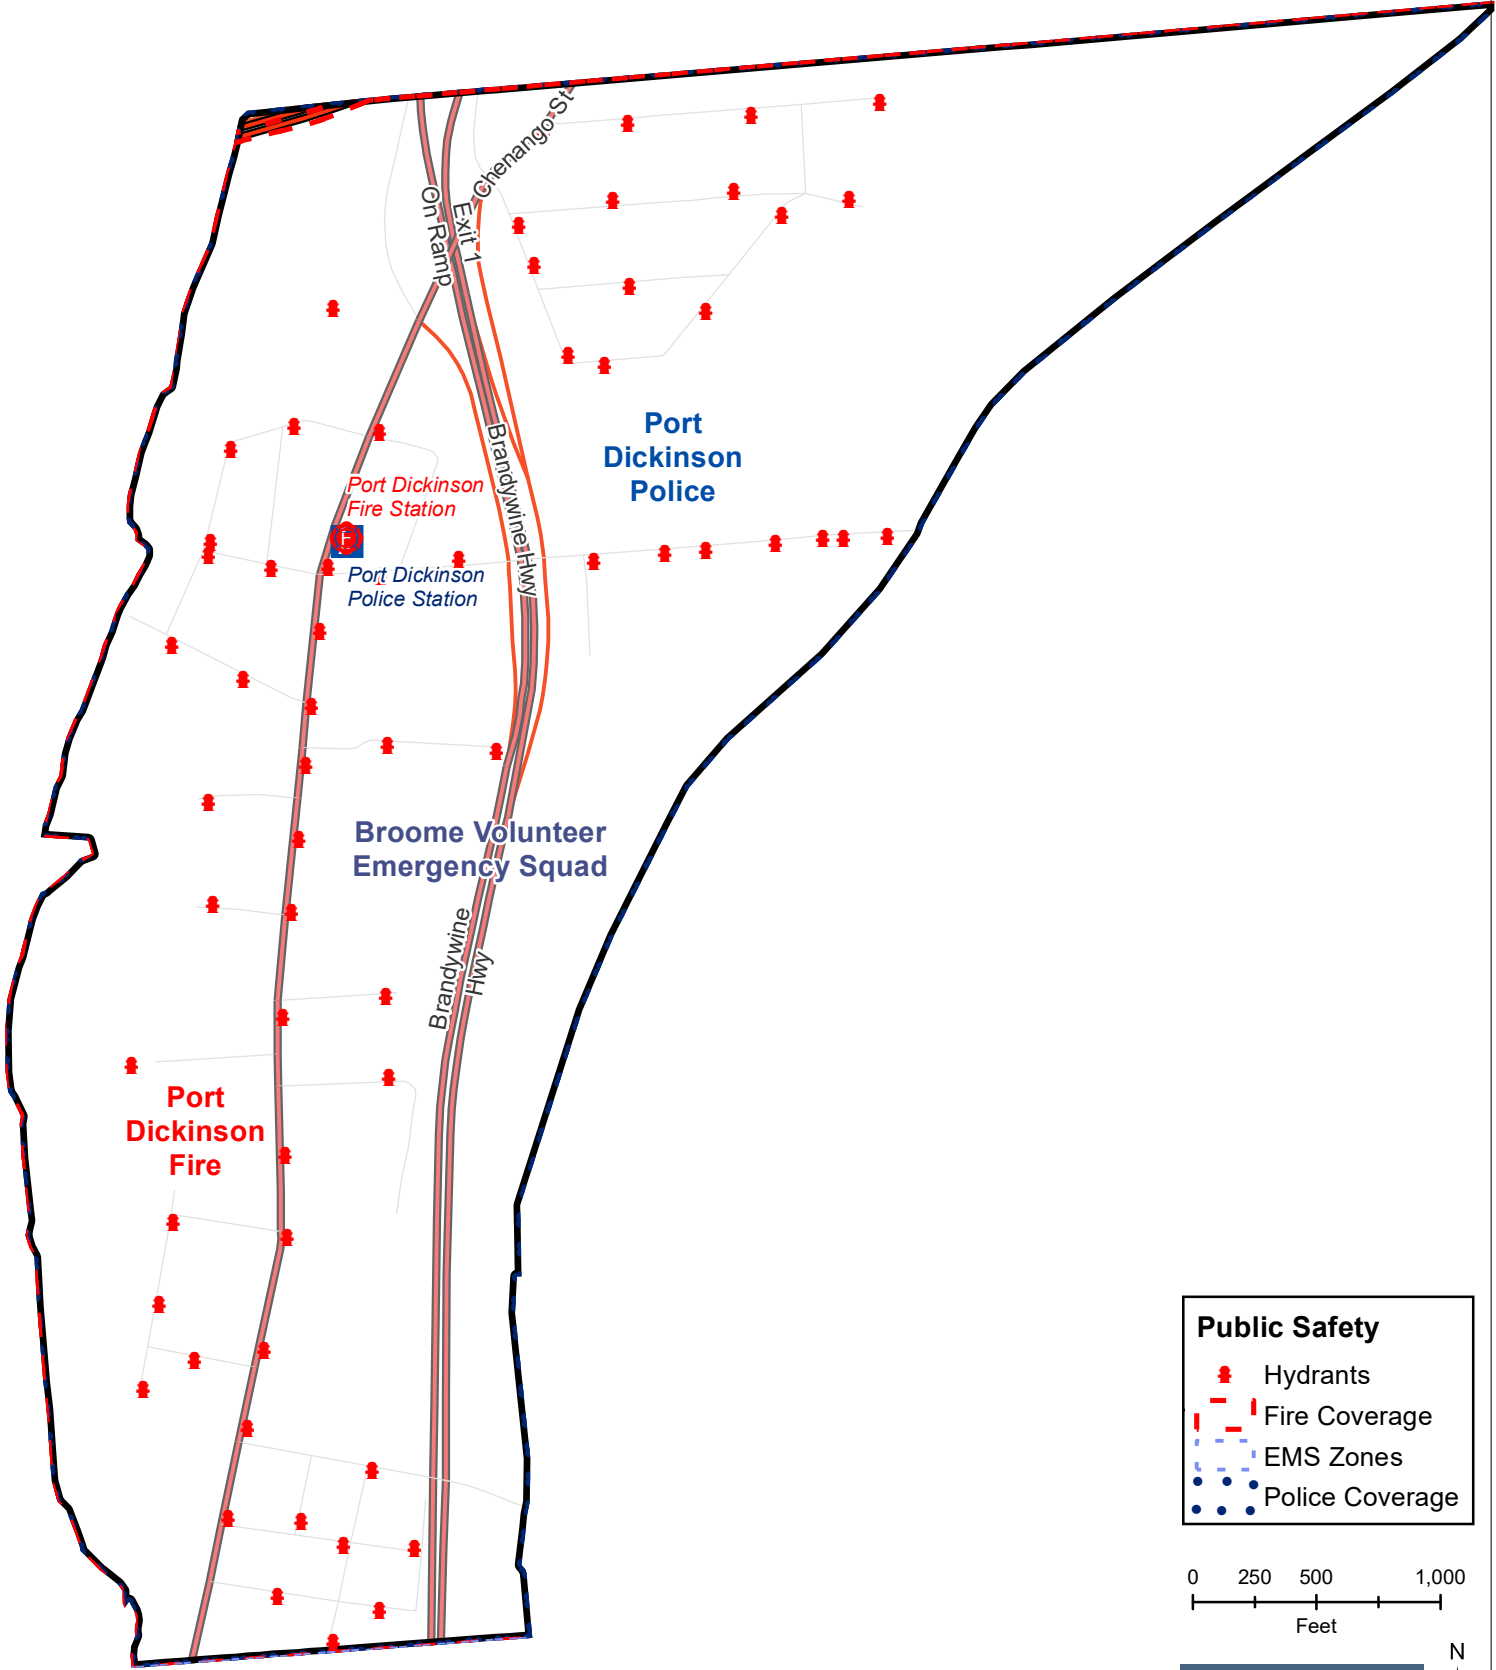 Chenango St
On Ramp
Exit 1
Port
Dickinson
Police
Brandywine Hwy
Port Dickinson
Fire Station
F
Port Dickinson
Police Station
Broome Volunteer
Emergency Squad
Brandywine
Hwy
Port
Dickinson
Fire
Public Safety
Hydrants
Fire Coverage
EMS Zones
Police Coverage
0 250 500 1,000
Feet
N